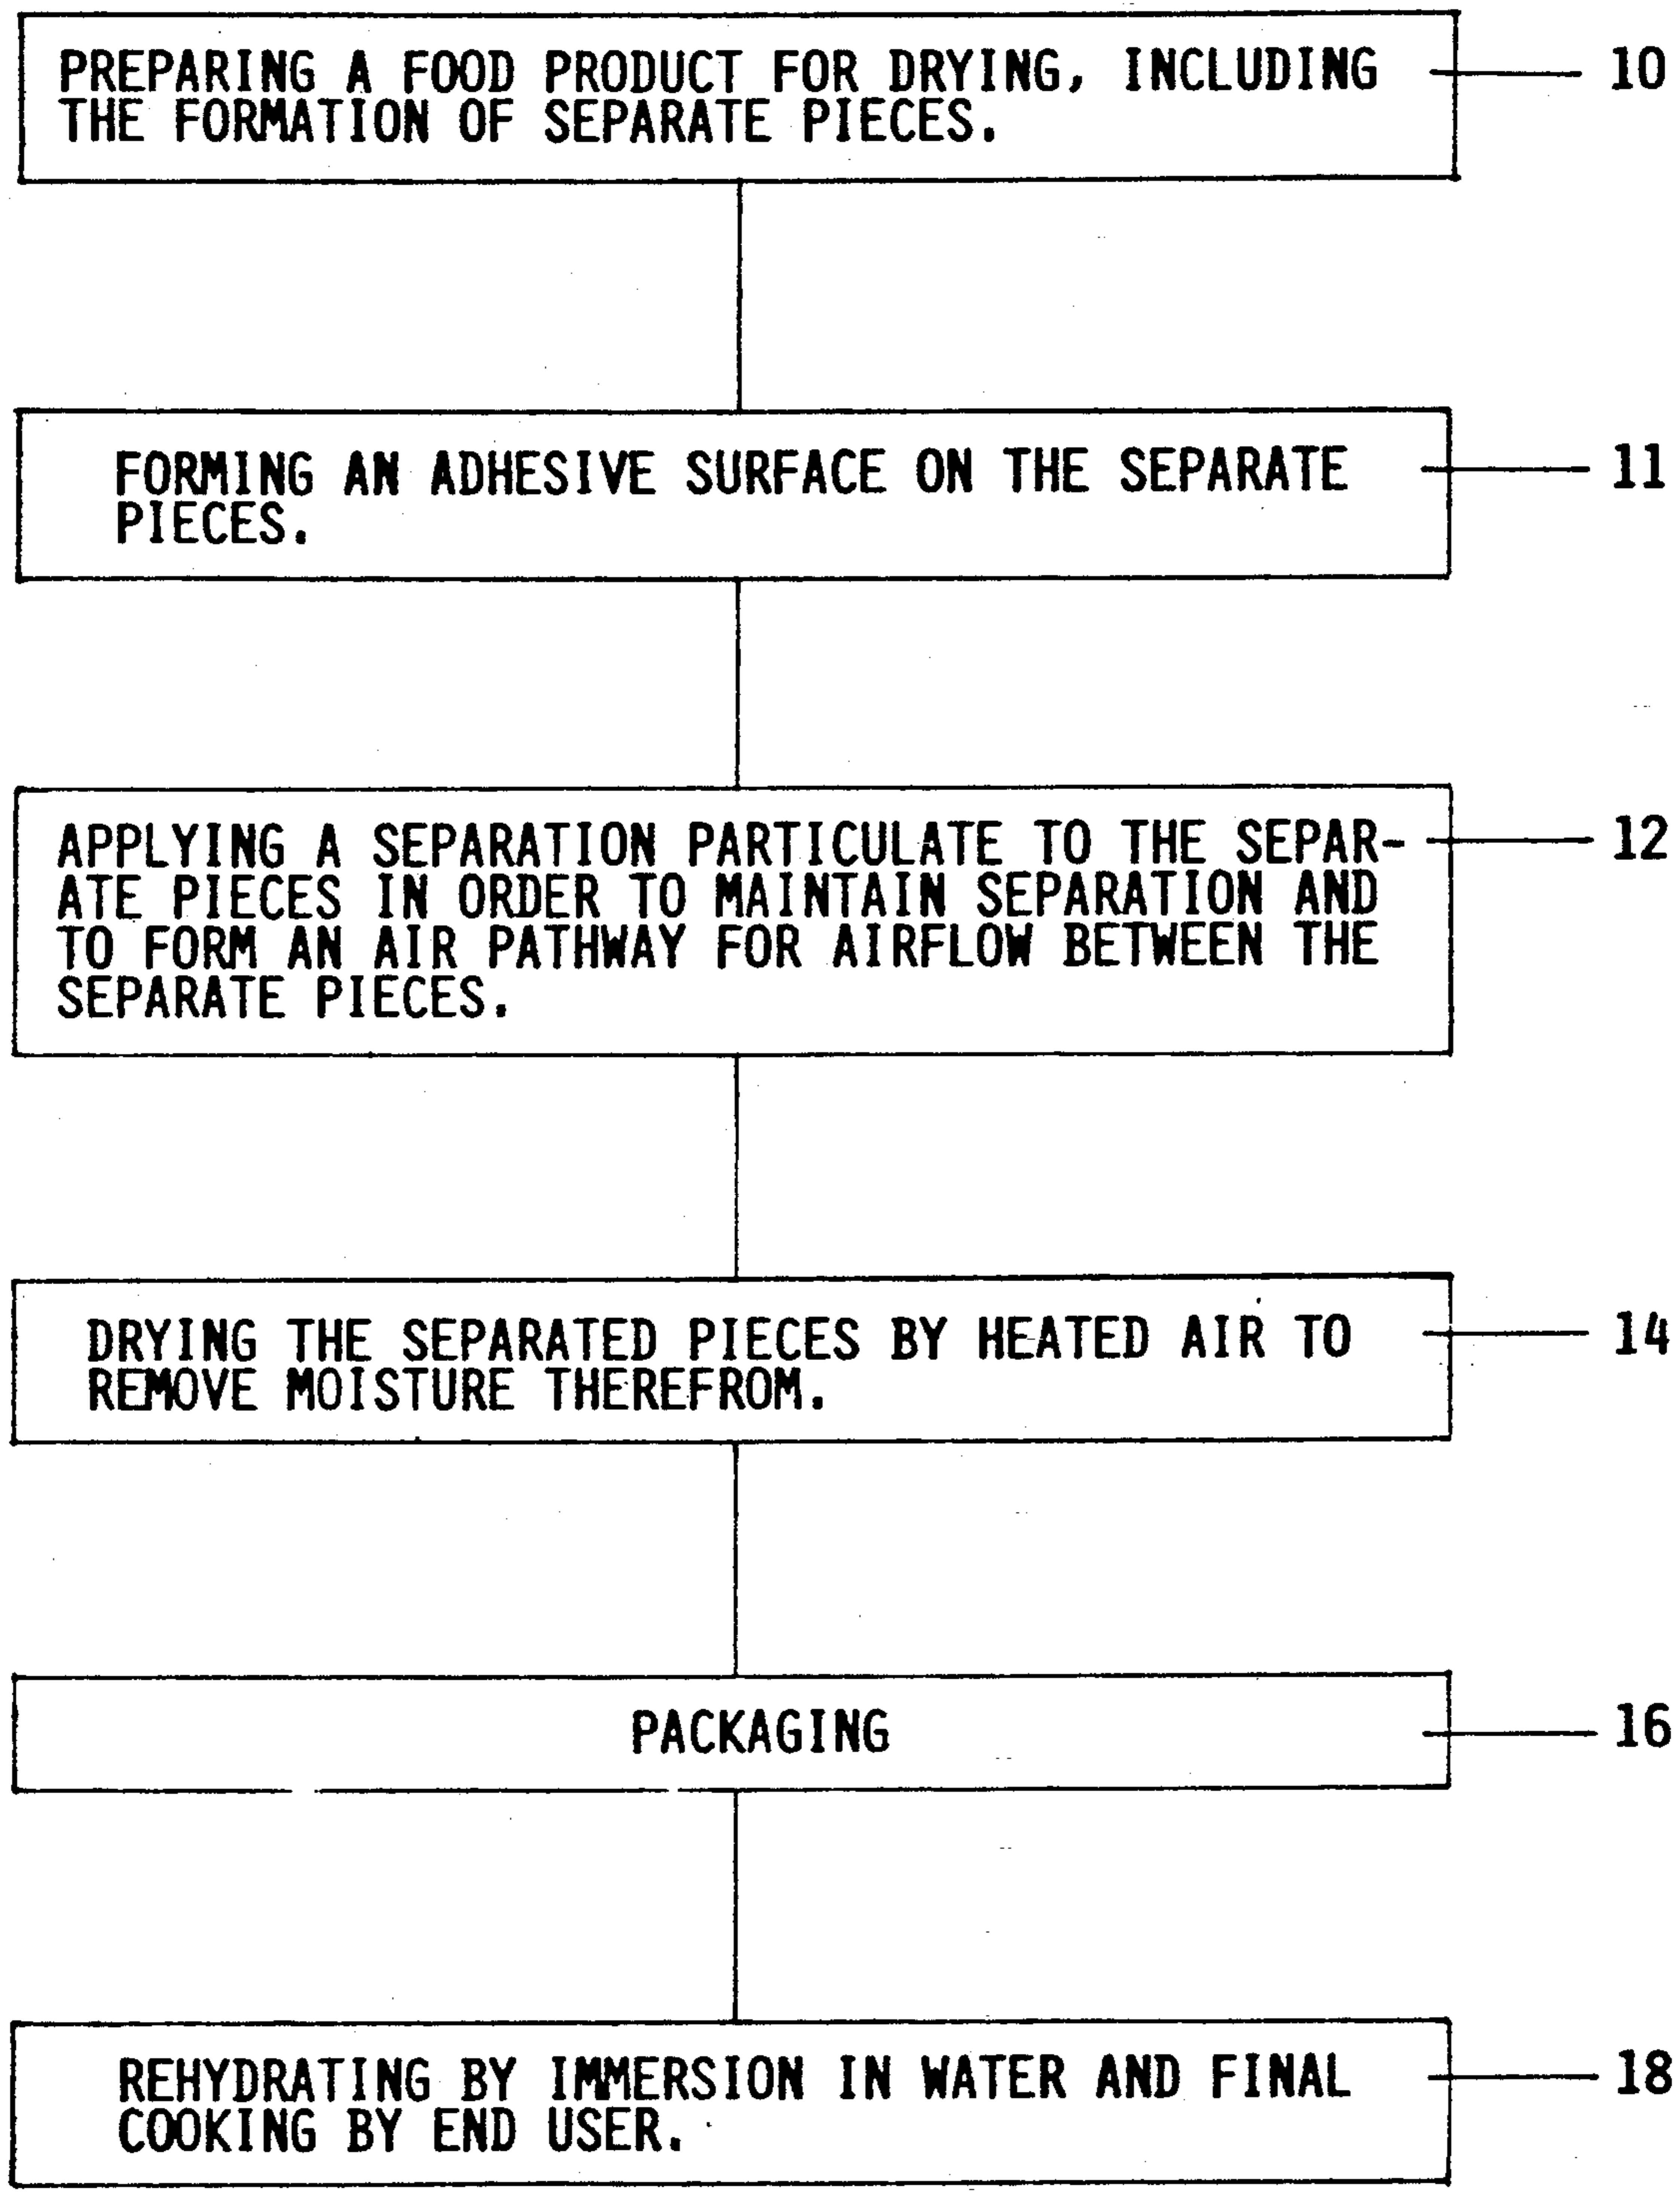 PREPARING A FOOD PRODUCT FOR DRYING, INCLUDING 10
THE FORMATION OF SEPARATE PIECES.
FORMING AN ADHESIVE SURFACE ON THE SEPARATE 11
PIECES.
APPLYING A SEPARATION PARTICULATE TO THE SEPAR- 12
ATE PIECES IN ORDER TO MAINTAIN SEPARATION AND
TO FORM AN AIR PATHWAY FOR AIRFLOW BETWEEN THE
SEPARATE PIECES.
DRYING THE SEPARATED PIECES BY HEATED AIR TO 14
REMOVE MOISTURE THEREFROM.
PACKAGING 16
REHYDRATING BY IMMERSION IN WATER AND FINAL 18
COOKING BY END USER.